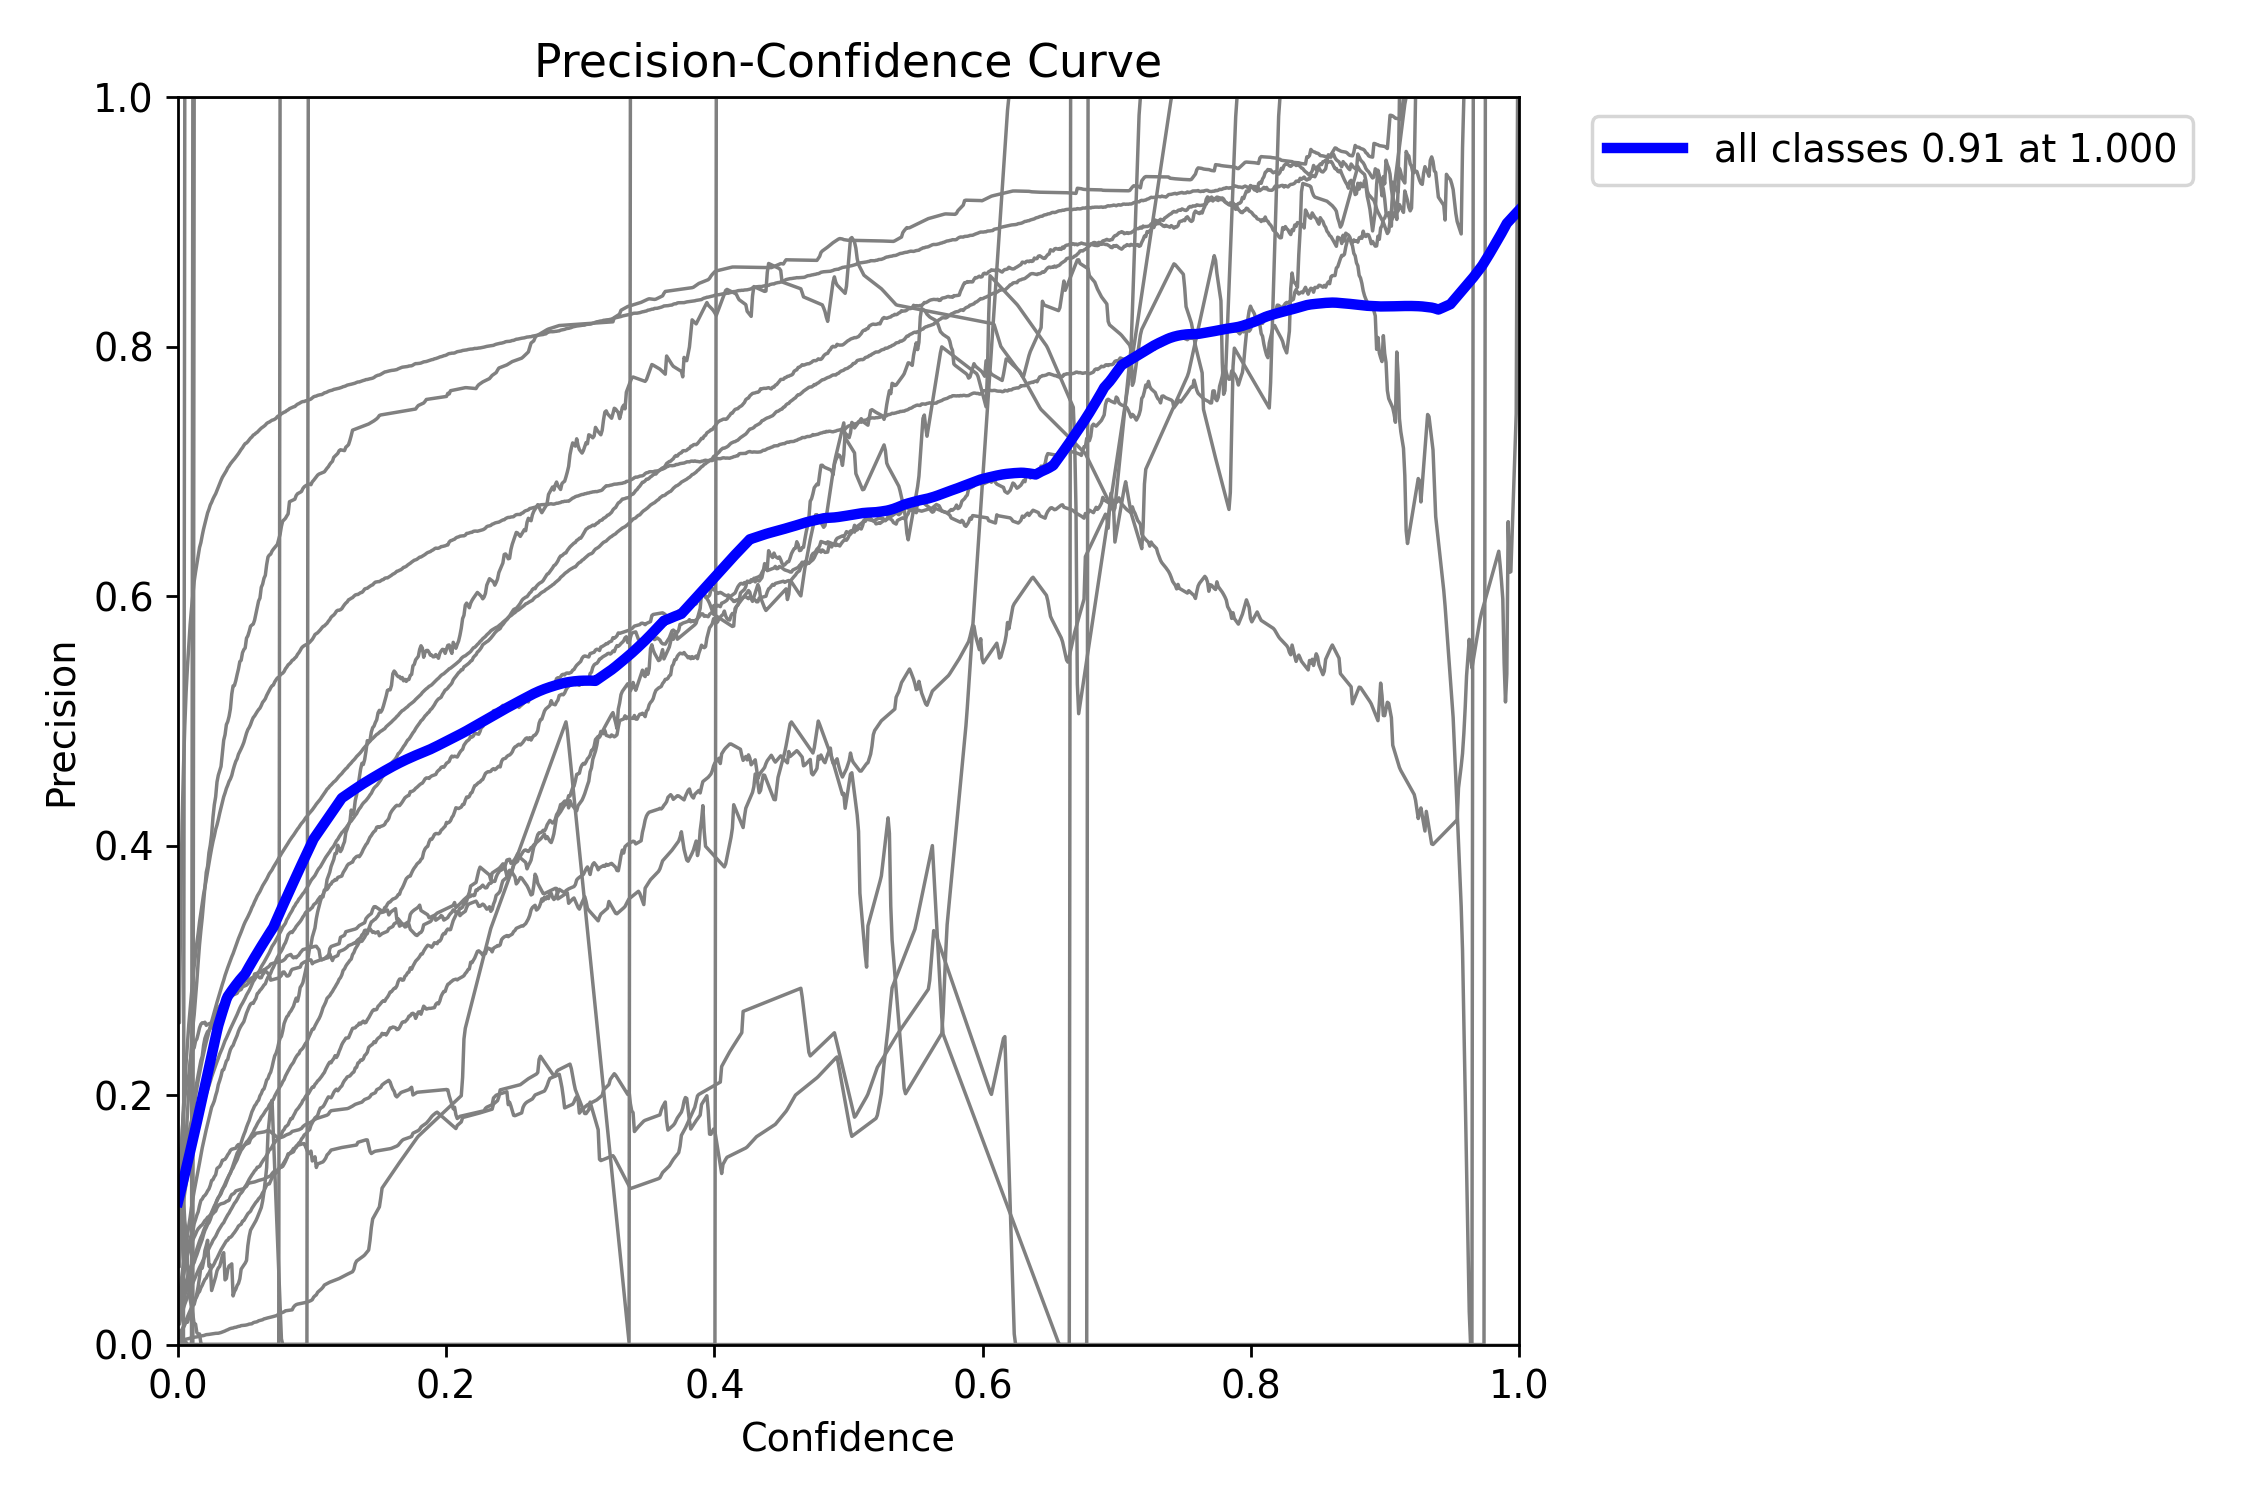 Precision-Confidence Curve
all classes 0.91 at 1.000
1.0
0.8
0.6
0.4
0.2
0.0
Precision
0.0 0.2 0.4 0.6 0.8 1.0
Confidence